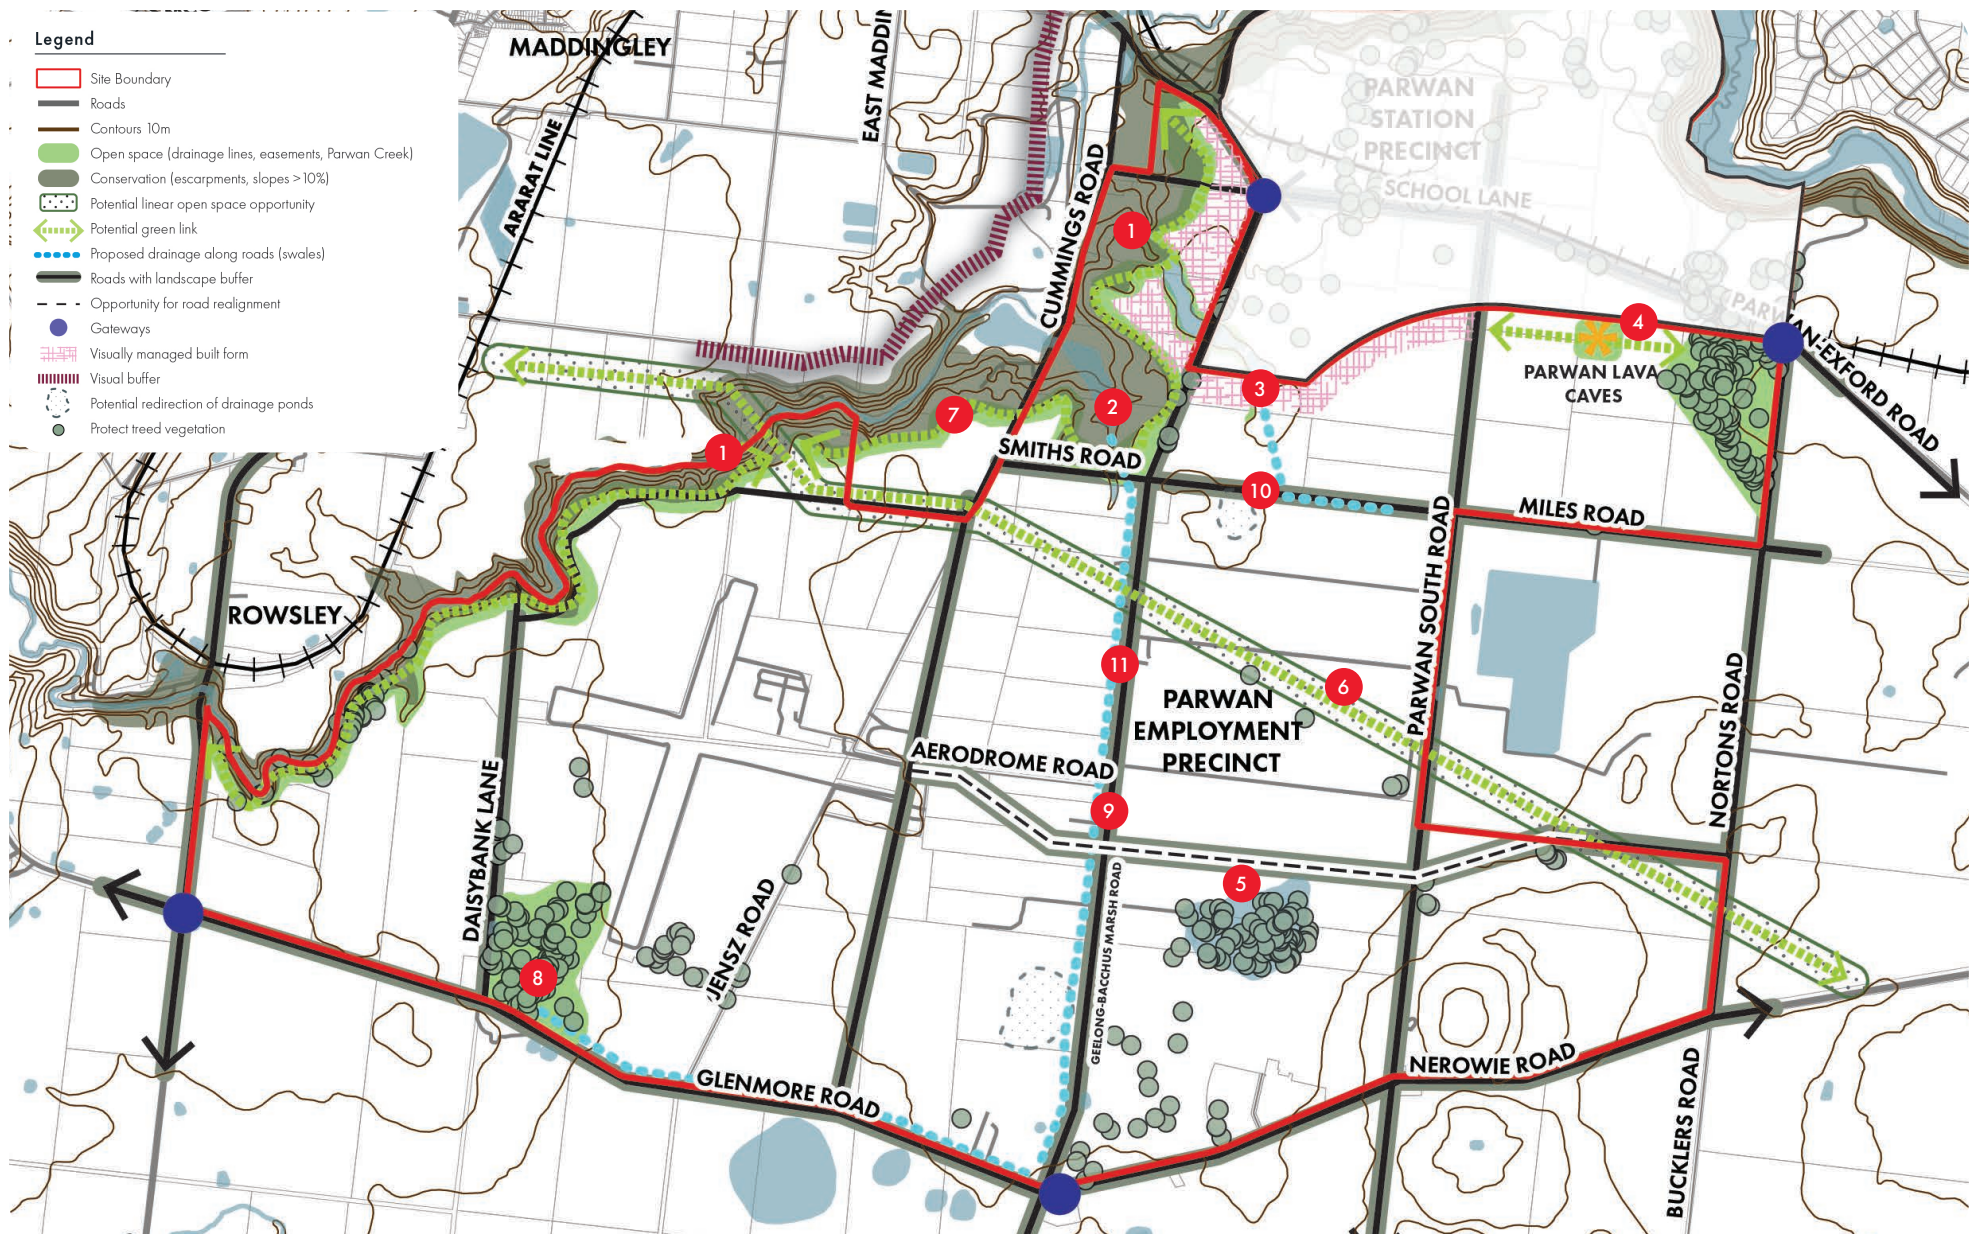 Legend
Site Boundary
Roads
Contours 10m
Open space (drainage lines, easements, Parwan Creek)
Conservation (escarpments, slopes >10%)
Potential linear open space opportunity
Potential green link
Proposed drainage along roads (swales)
Roads with landscape buffer
Opportunity for road realignment
Gateways
Visually managed built form
Visual buffer
Potential redirection of drainage ponds
Protect treed vegetation
MADDINGLEY
EAST MADDIN
ARARAT LINE
CUMMINGS ROAD
PARWAN
STATION
PRECINCT
SCHOOL LANE
1
4
PARWAN-EXFORD ROAD
PARWAN LAVA
CAVES
3
2
7
1
SMITHS ROAD
10
MILES ROAD
ROWSLEY
11
6
PARWAN SOUTH ROAD
NORTONS ROAD
PARWAN
EMPLOYMENT
PRECINCT
AERODROME ROAD
9
DAISYBANK LANE
5
JENSZ ROAD
GEELONG-BACCHUS MARSH ROAD
8
GLENMORE ROAD
NEROWIE ROAD
BUCKLERS ROAD